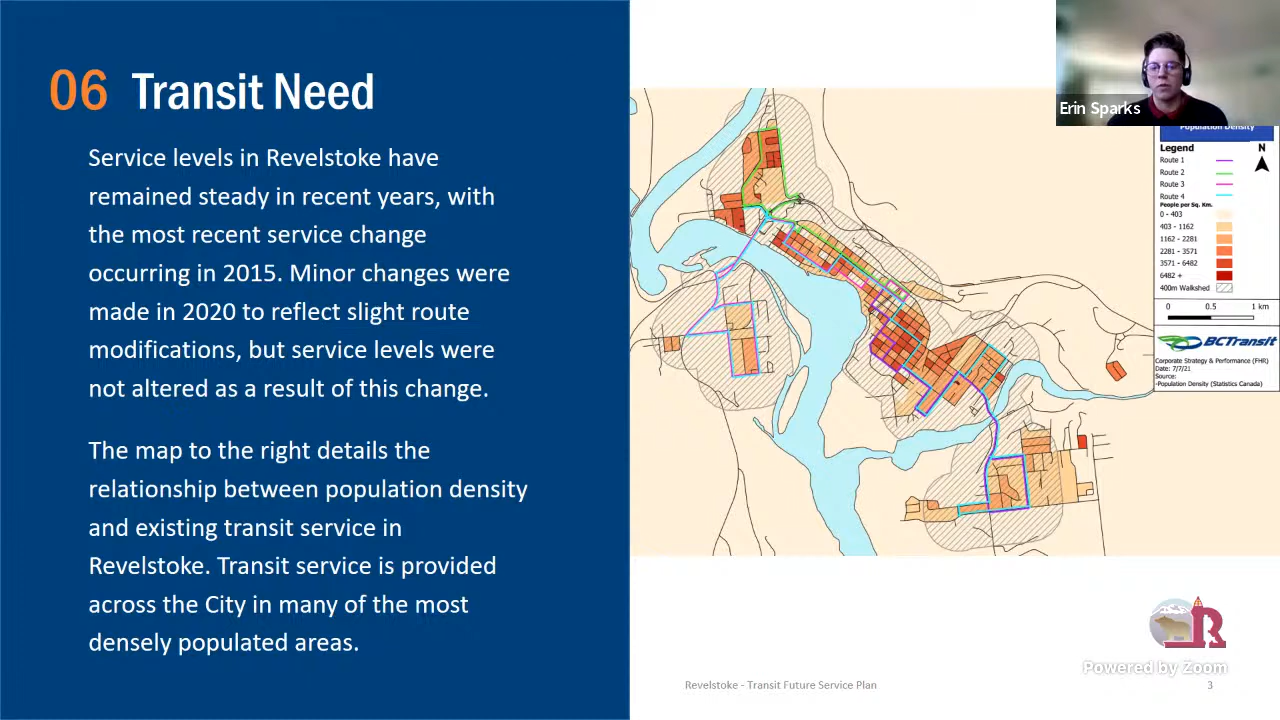 06 Transit Need
Service levels in Revelstoke have
remained steady in recent years, with
the most recent service change
occurring in 2015. Minor changes were
made in 2020 to reflect slight route
modifications, but service levels were
not altered as a result of this change.
The map to the right details the
relationship between population density
and existing transit service in
Revelstoke. Transit service is provided
across the City in many of the most
densely populated areas.
Erin Sparks
Population Density
Legend
N
Route 1
Route 2
Route 3
Route 4
People per Sq. Km.
0 - 403
403 - 1162
1162 - 2281
2281 - 3571
3571 - 6482
6482 +
400m Walkshed
0 0.5 1 km
BCTransit
Corporate Strategy & Performance (FHR)
Date: 7/7/21
Source:
-Population Density (Statistics Canada)
R
Powered by Zoom
Revelstoke - Transit Future Service Plan
3